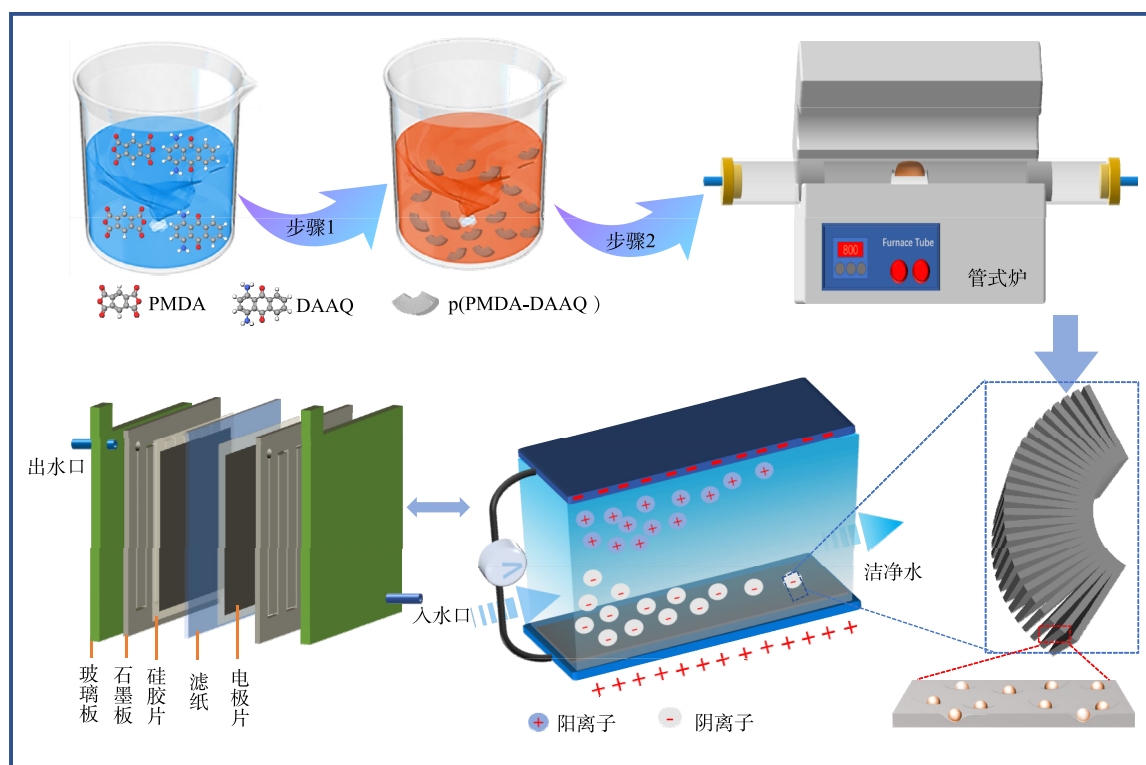 步骤1
步骤2
800
Furnace Tube
管式炉
PMDA
DAAQ
p(PMDA-DAAQ）
出水口
入水口
V
洁净水
玻璃板
石墨板
硅胶片
滤纸
电极片
阳离子
阴离子